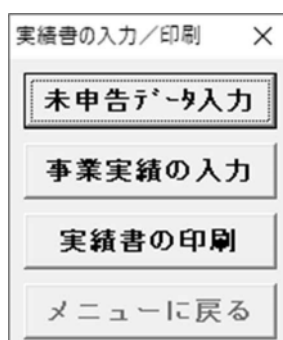 実績書の入力／印刷
未申告ﾃﾞｰﾀ入力
事業実績の入力
実績書の印刷
メニューに戻る